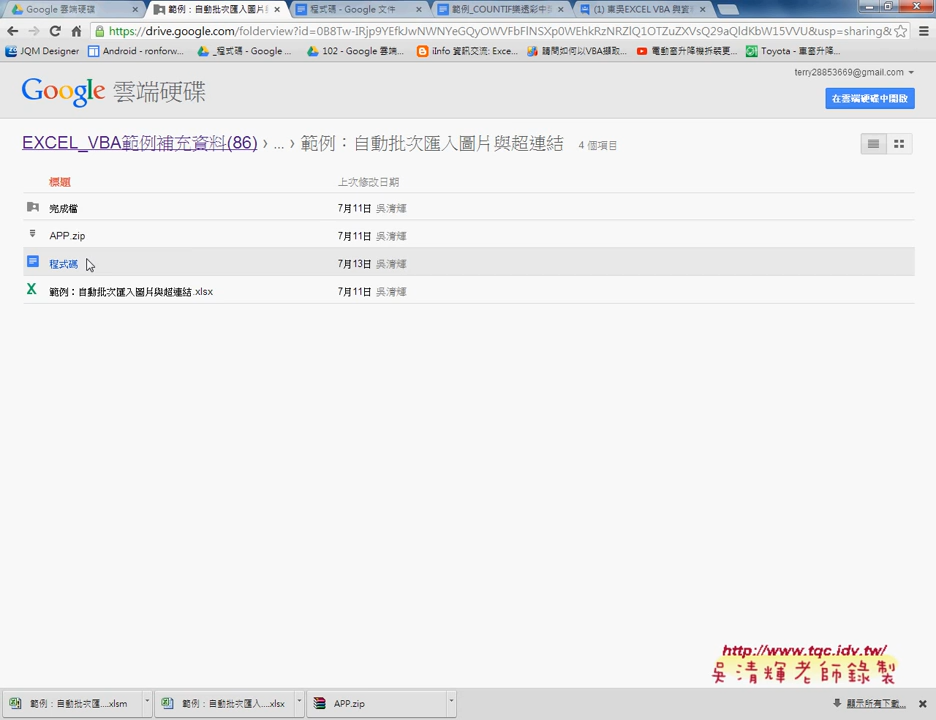 Google 雲端硬碟
範例：自動批次匯入圖片
程式碼 - Google 文件
範例_COUNTIF樂透彩中
(1) 東吳EXCEL VBA 與資
https://drive.google.com/folderview?id=0B8Tw-IRjp9YEfkJwNWNYeGQyOWVFbFlNSXp0WEhkRzNRZlQ1OTZuZXVsQ29aQldKbW15VVU&usp=sharing&
JQM Designer
Android - ronforw...
_程式碼 - Google ...
102 - Google 雲端...
iInfo 資訊交流: Exce...
請問如何以VBA擷取...
電動窗升降機拆裝更...
Toyota - 車窗升降...
terry28853669@gmail.com
Google 雲端硬碟
在雲端硬碟中開啟
EXCEL_VBA範例補充資料(86) › ... › 範例：自動批次匯入圖片與超連結 4 個項目
標題 上次修改日期
完成檔 7月11日 吳清輝
APP.zip 7月11日 吳清輝
程式碼 7月13日 吳清輝
範例：自動批次匯入圖片與超連結.xlsx 7月11日 吳清輝
http://www.tqc.idv.tw/
吳清輝老師錄製
範例：自動批次匯....xlsm
範例：自動批次匯入....xlsx
APP.zip
顯示所有下載...